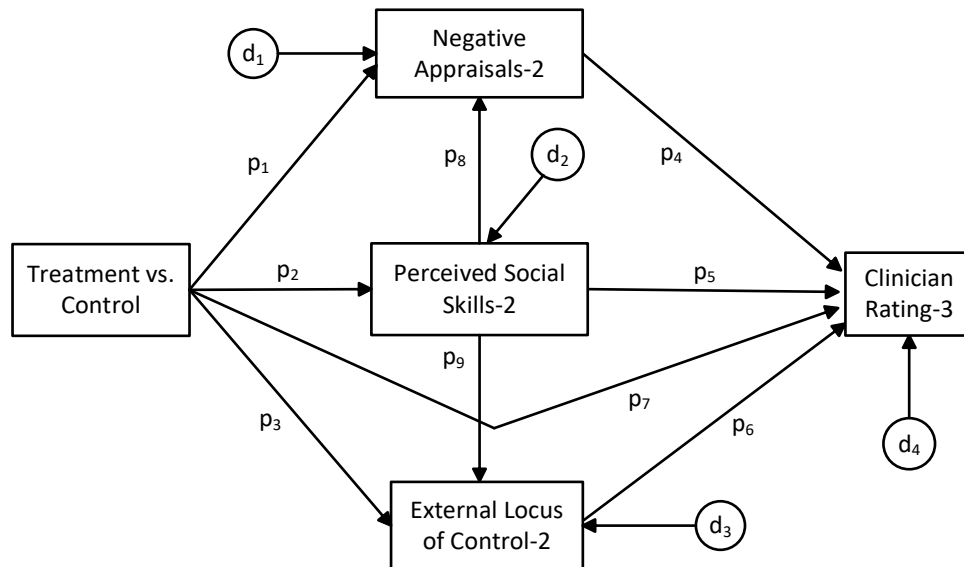 Negative
Appraisals-2
d₁
d₂
p₁
p₈
p₄
Treatment vs.
Control
p₂
Perceived Social
Skills-2
p₅
Clinician
Rating-3
p₉
p₃
p₇
p₆
d₄
External Locus
of Control-2
d₃